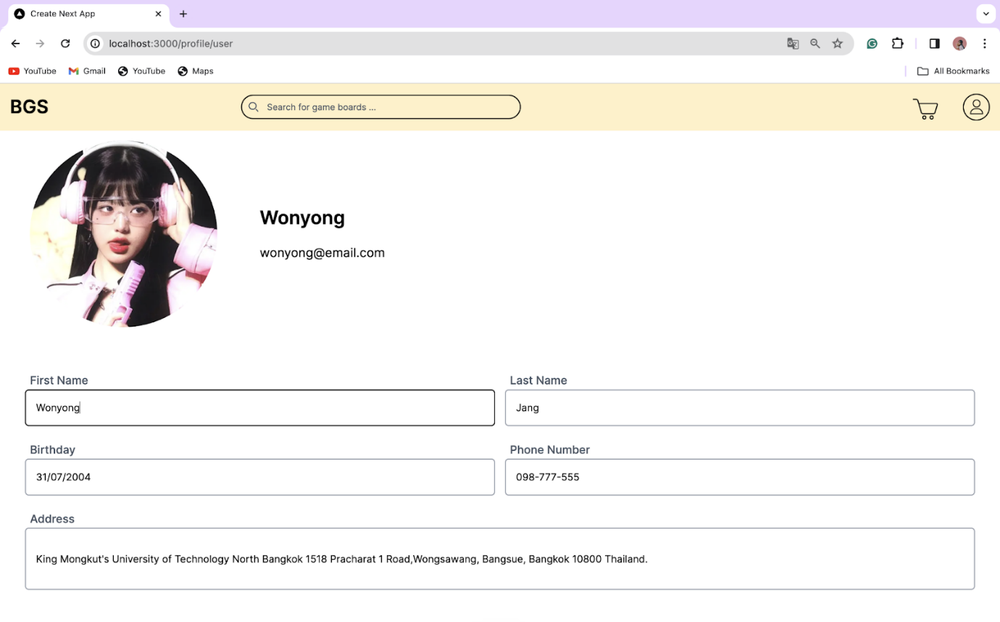 Create Next App
localhost:3000/profile/user
YouTube Gmail YouTube Maps All Bookmarks
BGS Search for game boards ...
Wonyong
wonyong@email.com
First Name Last Name
Wonyong Jang
Birthday Phone Number
31/07/2004 098-777-555
Address
King Mongkut's University of Technology North Bangkok 1518 Pracharat 1 Road,Wongsawang, Bangsue, Bangkok 10800 Thailand.